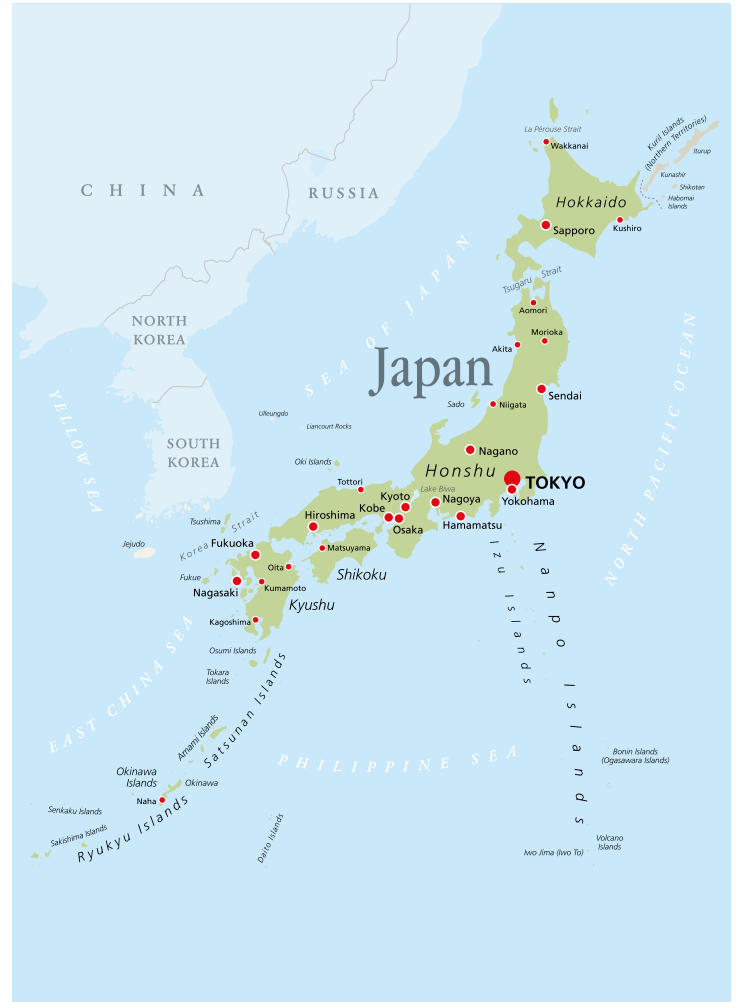 La Pérouse Strait
Wakkanai
Kuril Islands
(Northern Territories)
Iturup
Kunashir
Shikotan
Habomai
Islands
CHINA
RUSSIA
Hokkaido
Sapporo
Kushiro
Tsugaru Strait
Aomori
NORTH
KOREA
Morioka
Akita
SEA OF JAPAN
Japan
NORTH PACIFIC OCEAN
YELLOW SEA
Sendai
Sado
Niigata
Ulleungdo
Liancourt Rocks
SOUTH
KOREA
Nagano
Honshu
Oki Islands
TOKYO
Tottori
Lake Biwa
Kyoto
Nagoya
Yokohama
Kobe
Hiroshima
Osaka
Hamamatsu
Tsushima
Korea Strait
Jejudo
Fukuoka
Matsuyama
Oita
Shikoku
Fukue
Nagasaki
Kumamoto
Kyushu
Kagoshima
Izu Islands
Nanpo Islands
EAST CHINA SEA
Osumi Islands
Tokara
Islands
Satsunan Islands
Amami Islands
PHILIPPINE SEA
Bonin Islands
(Ogasawara Islands)
Okinawa
Islands
Okinawa
Naha
Senkaku Islands
Sakishima Islands
Ryukyu Islands
Daito Islands
Volcano
Islands
Iwo Jima (Iwo To)